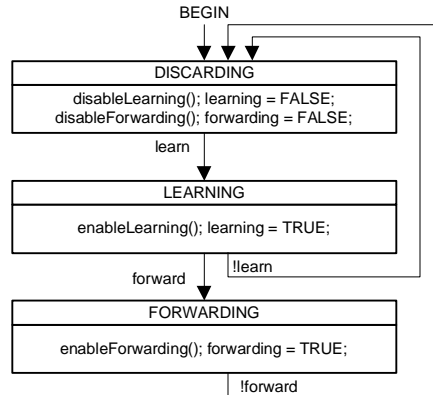 BEGIN
DISCARDING
disableLearning(); learning = FALSE;
disableForwarding(); forwarding = FALSE;
learn
LEARNING
enableLearning(); learning = TRUE;
!learn
forward
FORWARDING
enableForwarding(); forwarding = TRUE;
!forward